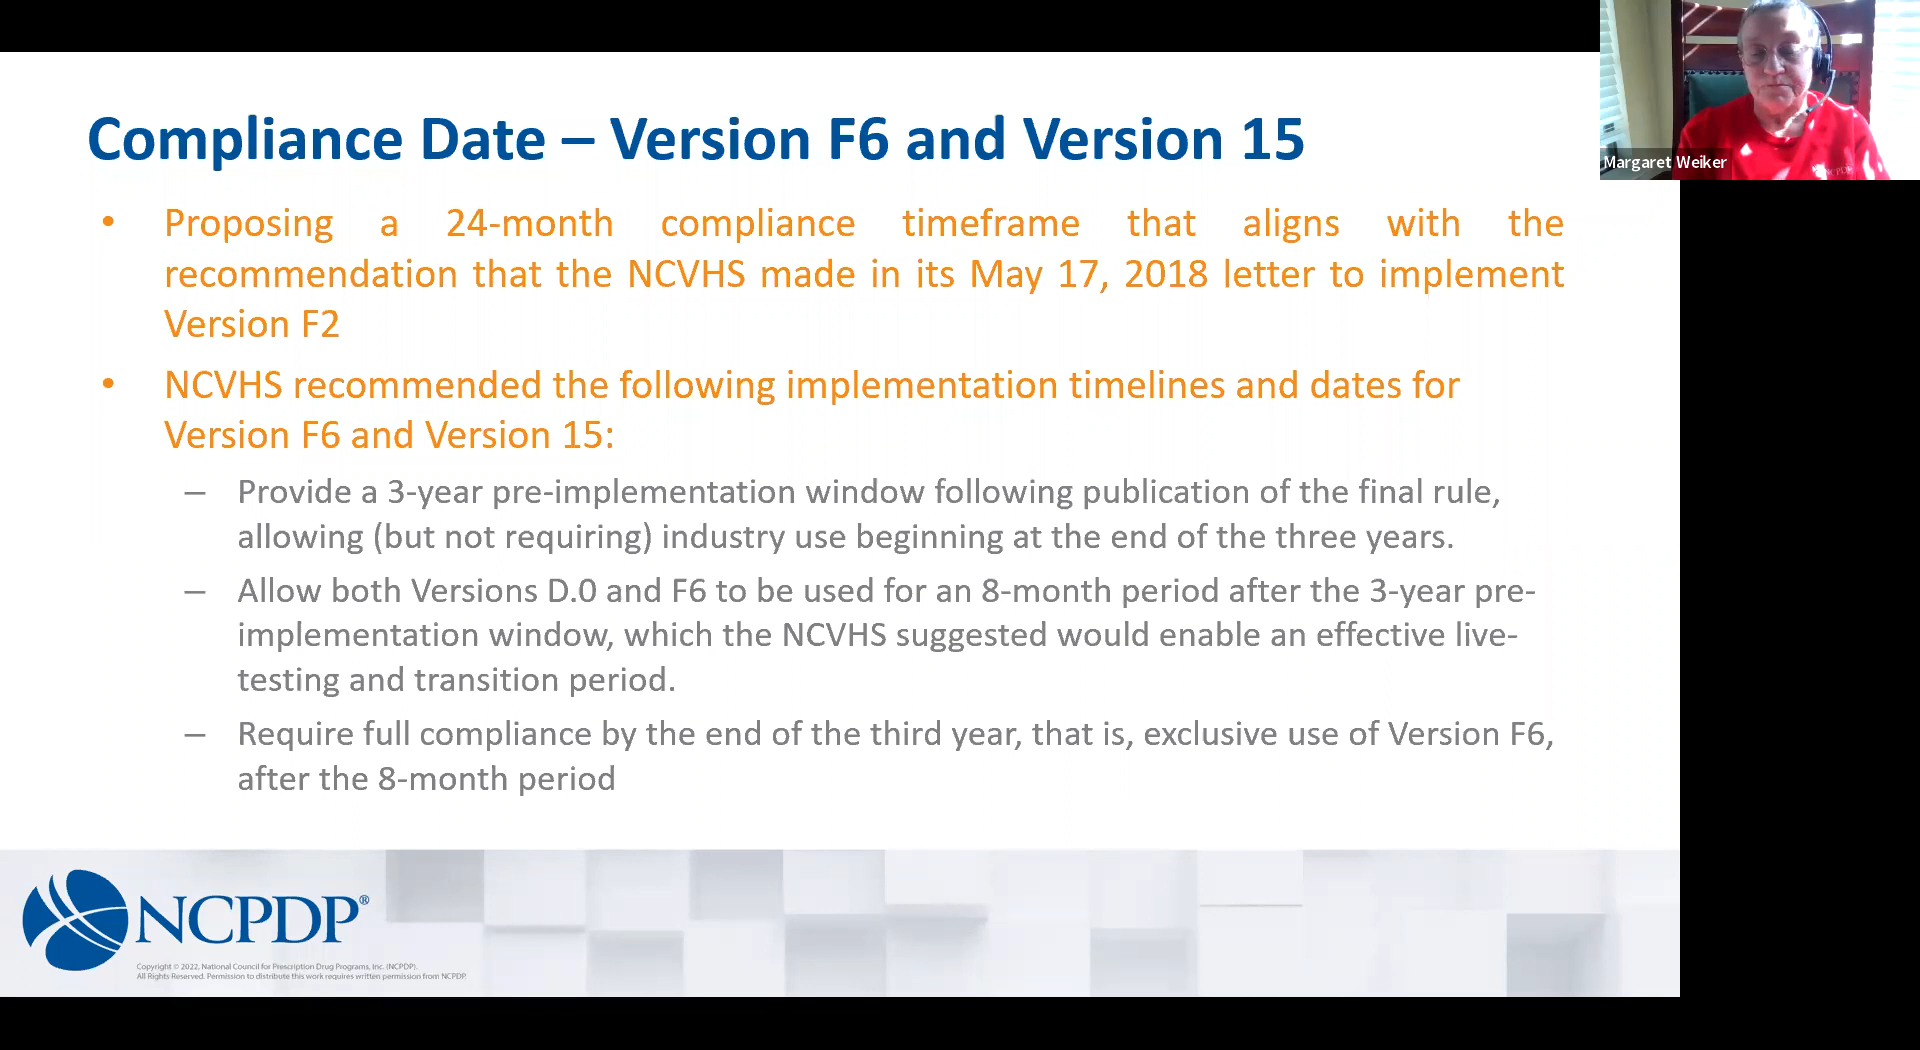 Compliance Date – Version F6 and Version 15
Margaret Weiker
• Proposing a 24-month compliance timeframe that aligns with the
recommendation that the NCVHS made in its May 17, 2018 letter to implement
Version F2
• NCVHS recommended the following implementation timelines and dates for
Version F6 and Version 15:
– Provide a 3-year pre-implementation window following publication of the final rule,
allowing (but not requiring) industry use beginning at the end of the three years.
– Allow both Versions D.0 and F6 to be used for an 8-month period after the 3-year pre-
implementation window, which the NCVHS suggested would enable an effective live-
testing and transition period.
– Require full compliance by the end of the third year, that is, exclusive use of Version F6,
after the 8-month period
NCPDP®
Copyright © 2022, National Council for Prescription Drug Programs, Inc. (NCPDP).
All Rights Reserved. Permission to distribute this work requires written permission from NCPDP.